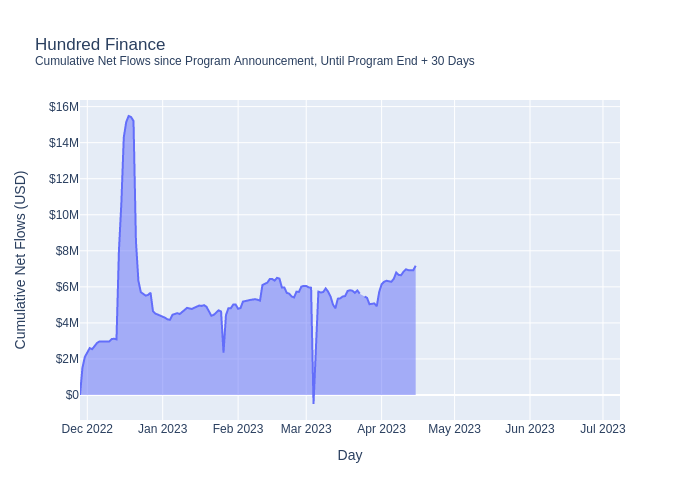 Hundred Finance
Cumulative Net Flows since Program Announcement, Until Program End + 30 Days
Cumulative Net Flows (USD)
$16M
$14M
$12M
$10M
$8M
$6M
$4M
$2M
$0
Dec 2022
Jan 2023
Feb 2023
Mar 2023
Apr 2023
May 2023
Jun 2023
Jul 2023
Day